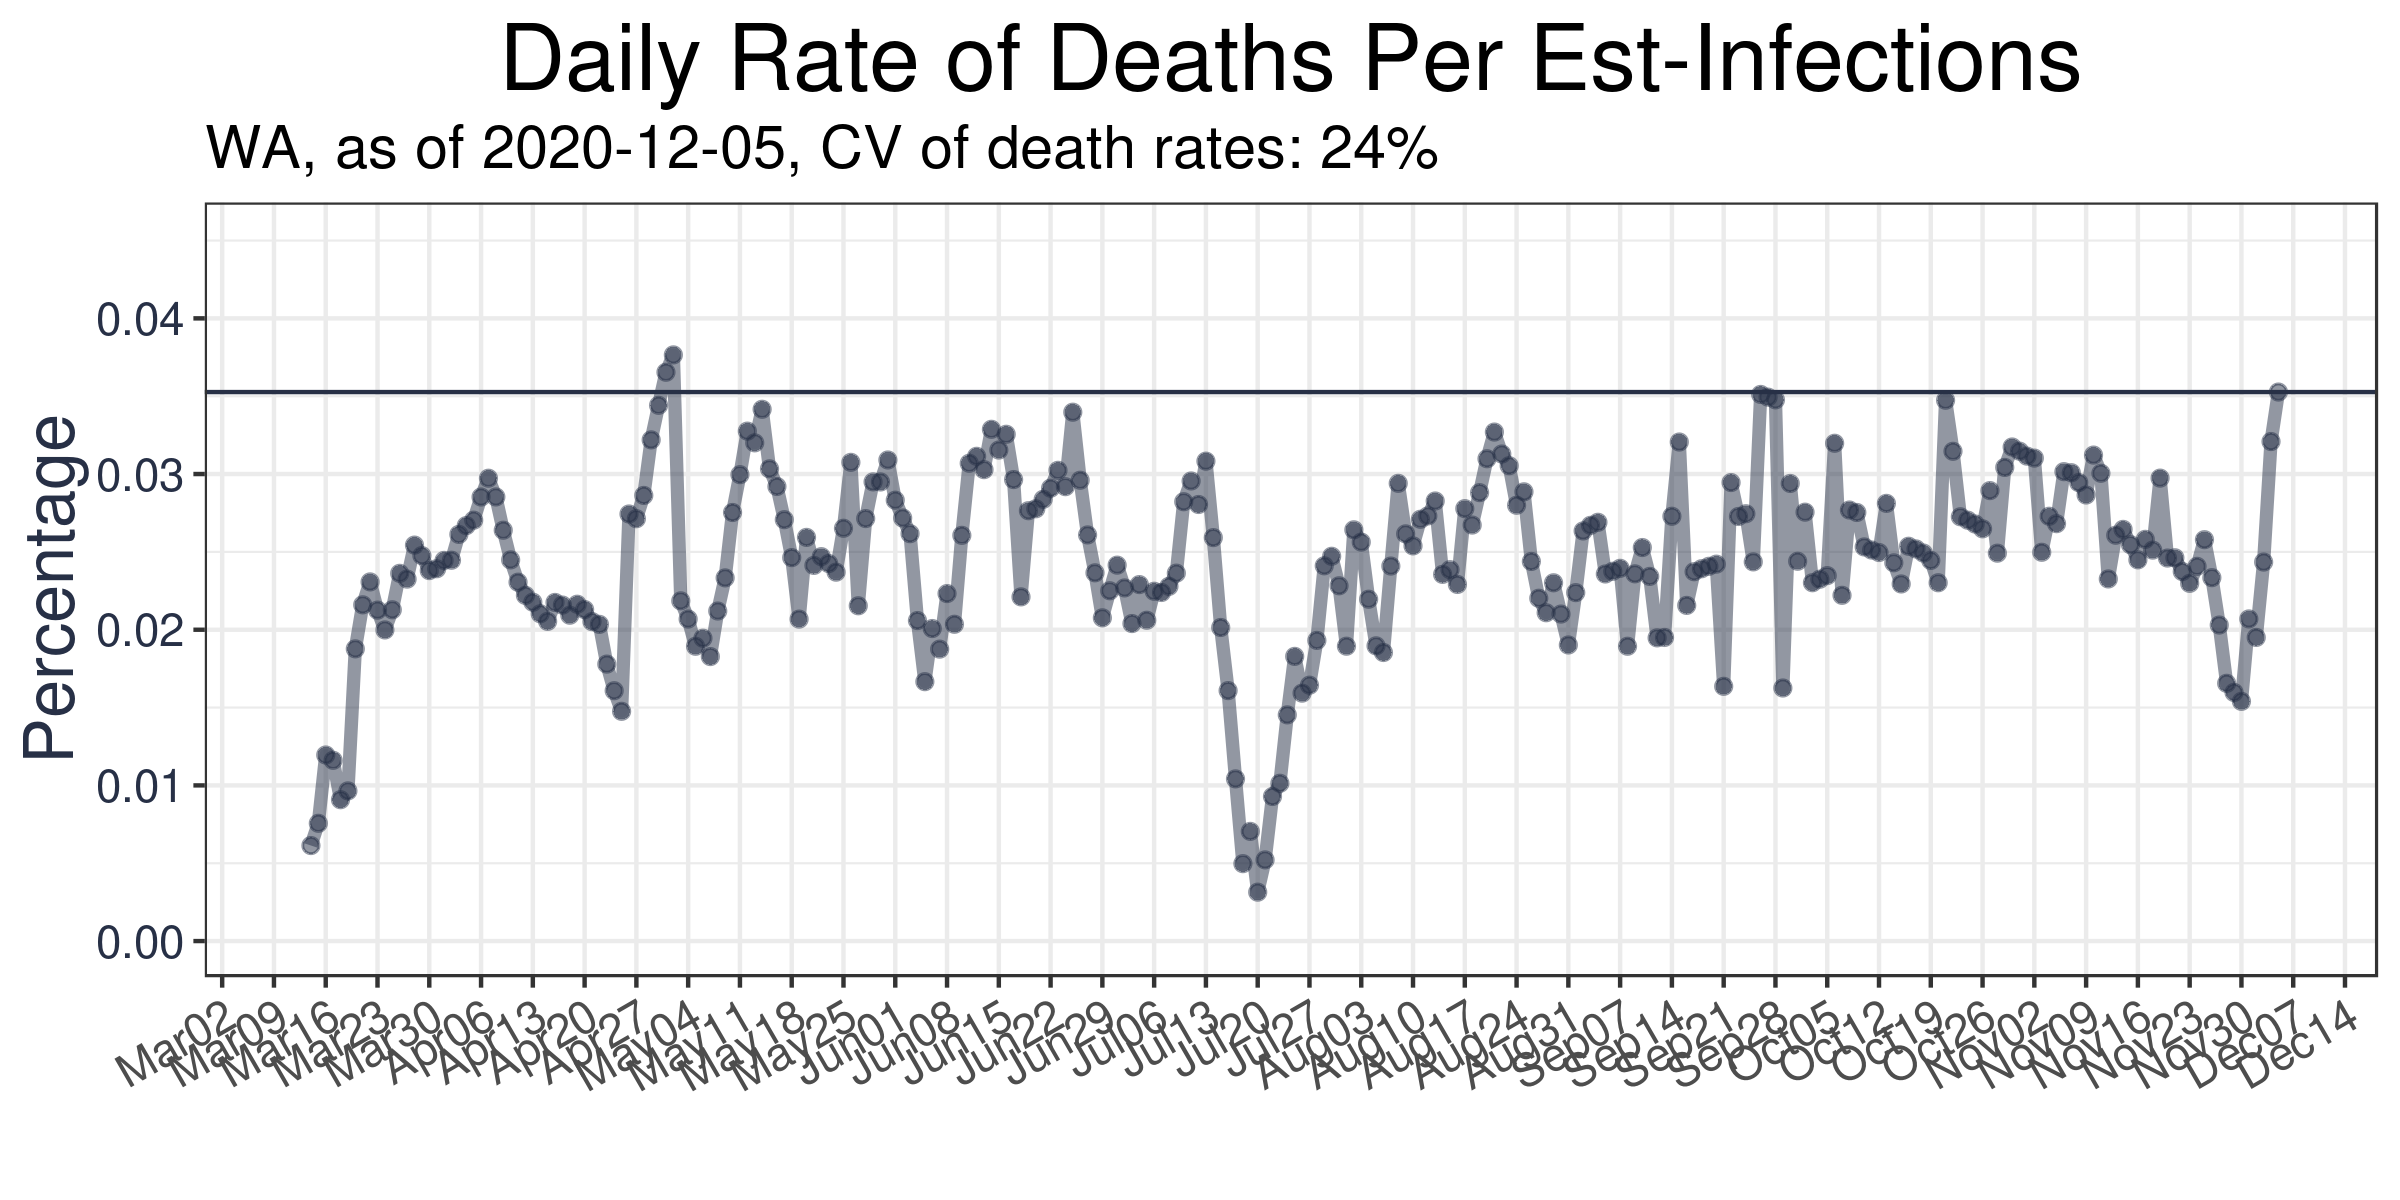 Daily Rate of Deaths Per Est-Infections
WA, as of 2020-12-05, CV of death rates: 24%
Percentage
0.04
0.03
0.02
0.01
0.00
Mar02
Mar09
Mar16
Mar23
Mar30
Apr06
Apr13
Apr20
Apr27
May04
May11
May18
May25
Jun01
Jun08
Jun15
Jun22
Jun29
Jul06
Jul13
Jul20
Jul27
Aug03
Aug10
Aug17
Aug24
Aug31
Sep07
Sep14
Sep21
Sep28
Oct05
Oct12
Oct19
Oct26
Nov02
Nov09
Nov16
Nov23
Nov30
Dec07
Dec14